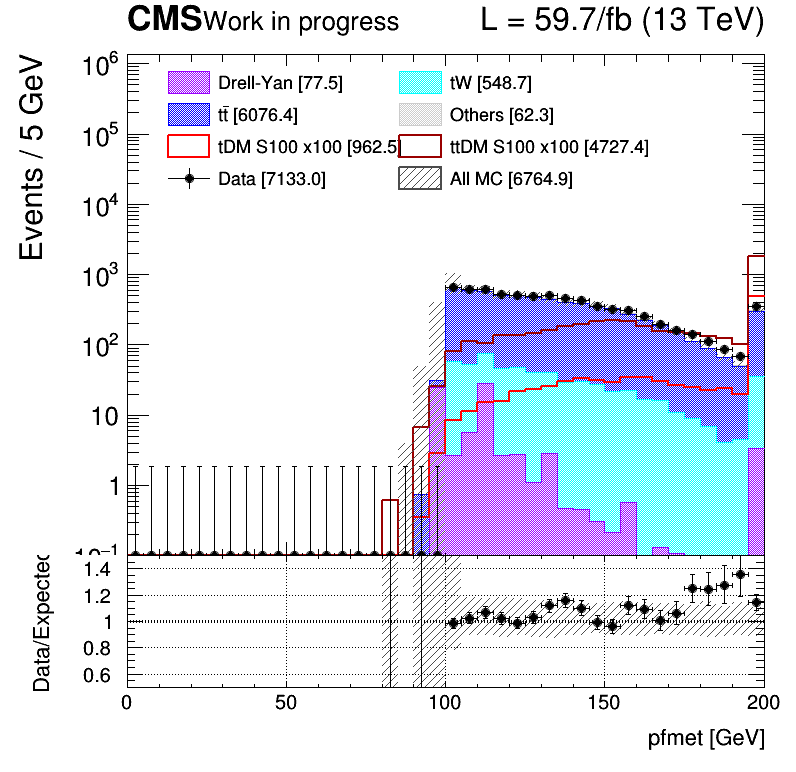 CMS Work in progress L = 59.7/fb (13 TeV)
Events / 5 GeV
10⁶
10⁵
10⁴
10³
10²
10
1
10⁻¹
Drell-Yan [77.5] tW [548.7]
tt̄ [6076.4] Others [62.3]
tDM S100 x100 [962.5] ttDM S100 x100 [4727.4]
Data [7133.0] All MC [6764.9]
Data/Expected
1.4
1.2
1
0.8
0.6
0 50 100 150 200
pfmet [GeV]